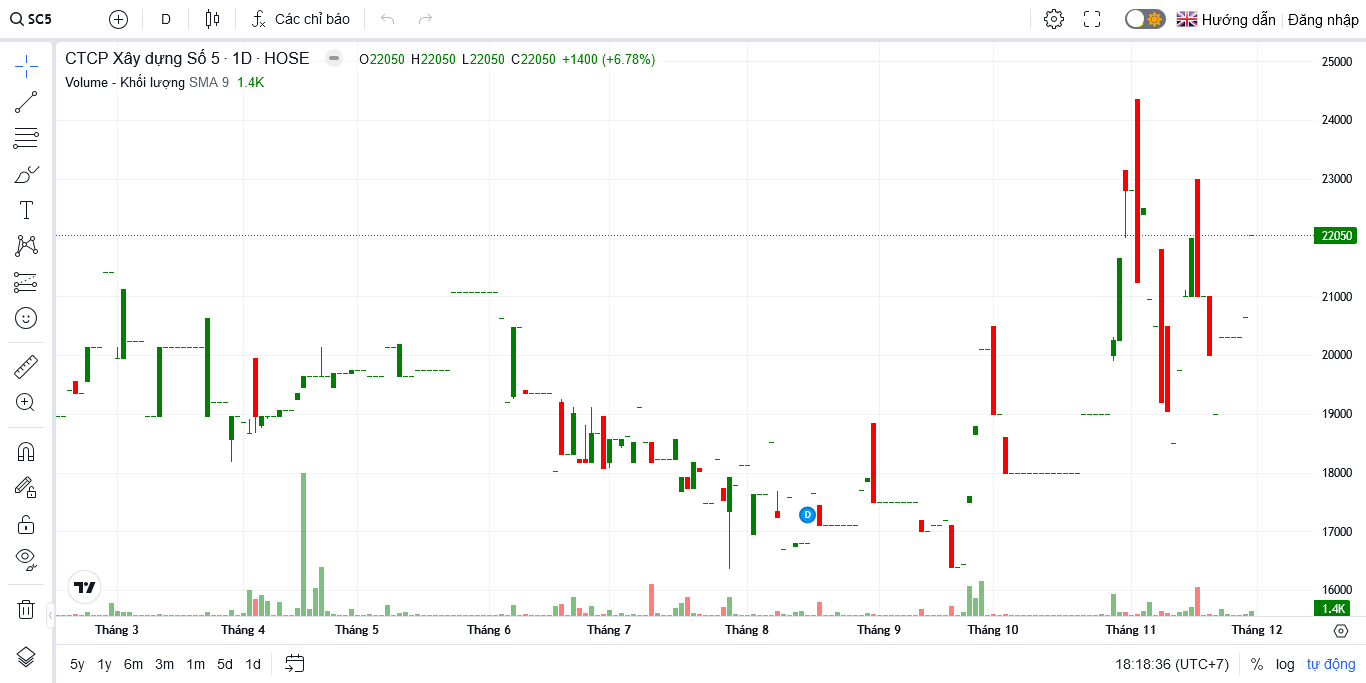 SC5 D Các chỉ báo Hướng dẫn Đăng nhập
CTCP Xây dựng Số 5 · 1D · HOSE O22050 H22050 L22050 C22050 +1400 (+6.78%)
Volume - Khối lượng SMA 9 1.4K
25000
24000
23000
22050
21000
20000
19000
18000
D
17000
16000
1.4K
Tháng 3 Tháng 4 Tháng 5 Tháng 6 Tháng 7 Tháng 8 Tháng 9 Tháng 10 Tháng 11 Tháng 12
5y 1y 6m 3m 1m 5d 1d 18:18:36 (UTC+7) % log tự động